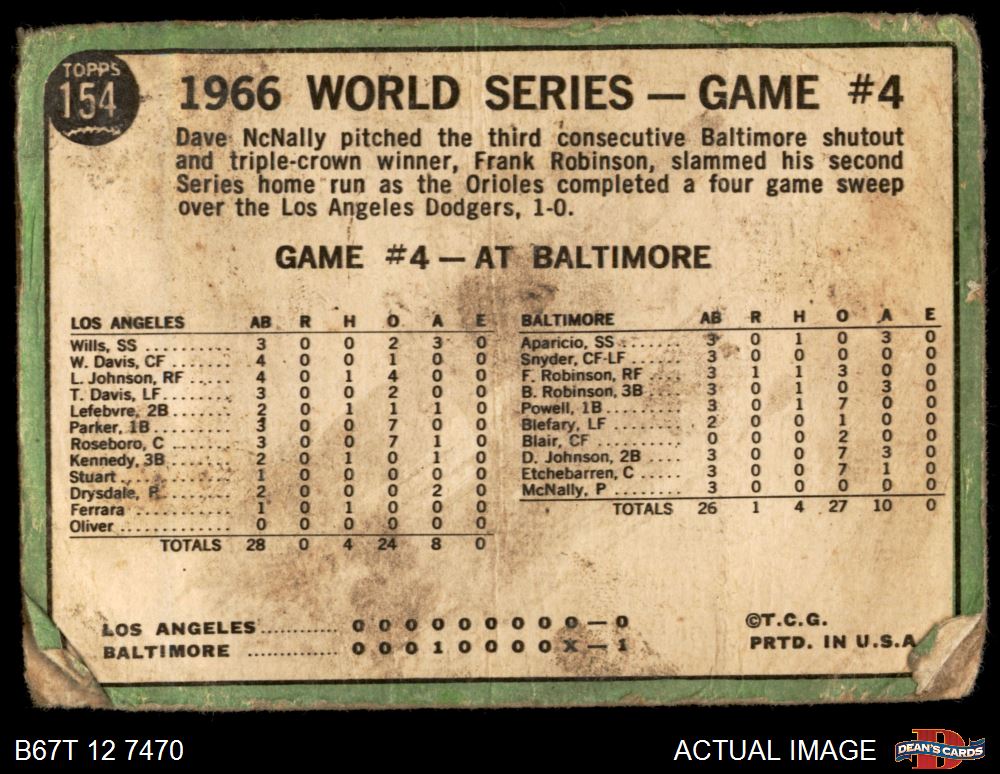 TOPPS
154
1966 WORLD SERIES — GAME #4
Dave NcNally pitched the third consecutive Baltimore shutout
and triple-crown winner, Frank Robinson, slammed his second
Series home run as the Orioles completed a four game sweep
over the Los Angeles Dodgers, 1-0.
GAME #4 — AT BALTIMORE
LOS ANGELES AB R H O A E
Wills, SS .......... 3 0 0 2 3 0
W. Davis, CF ....... 4 0 0 1 0 0
L. Johnson, RF ..... 4 0 1 4 0 0
T. Davis, LF ....... 3 0 0 2 0 0
Lefebvre, 2B ....... 2 0 1 1 1 0
Parker, 1B ......... 3 0 0 7 0 0
Roseboro, C ........ 3 0 0 7 1 0
Kennedy, 3B ........ 2 0 1 0 1 0
Stuart ............. 1 0 0 0 0 0
Drysdale, P ........ 2 0 0 0 2 0
Ferrara ............ 1 0 1 0 0 0
Oliver ............. 0 0 0 0 0 0
TOTALS 28 0 4 24 8 0
BALTIMORE AB R H O A E
Aparicio, SS ....... 3 0 1 0 3 0
Snyder, CF-LF ...... 3 0 0 0 0 0
F. Robinson, RF .... 3 1 1 3 0 0
B. Robinson, 3B .... 3 0 1 0 3 0
Powell, 1B ......... 3 0 1 7 0 0
Blefary, LF ........ 2 0 0 1 0 0
Blair, CF .......... 0 0 0 2 0 0
D. Johnson, 2B ..... 3 0 0 7 3 0
Etchebarren, C ..... 3 0 0 7 1 0
McNally, P ......... 3 0 0 0 0 0
TOTALS 26 1 4 27 10 0
LOS ANGELES ............ 0 0 0 0 0 0 0 0 0 — 0
BALTIMORE .............. 0 0 0 1 0 0 0 0 X — 1
©T.C.G.
PRTD. IN U.S.A.
B67T 12 7470
ACTUAL IMAGE
DEAN'S CARDS